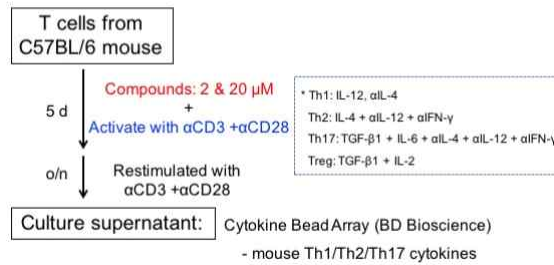 T cells from
C57BL/6 mouse
Compounds: 2 & 20 μM
+
5 d
Activate with αCD3 +αCD28
* Th1: IL-12, αIL-4
Th2: IL-4 + αIL-12 + αIFN-γ
Th17: TGF-β1 + IL-6 + αIL-4 + αIL-12 + αIFN-γ
Treg: TGF-β1 + IL-2
o/n
Restimulated with
αCD3 +αCD28
Culture supernatant: Cytokine Bead Array (BD Bioscience)
- mouse Th1/Th2/Th17 cytokines